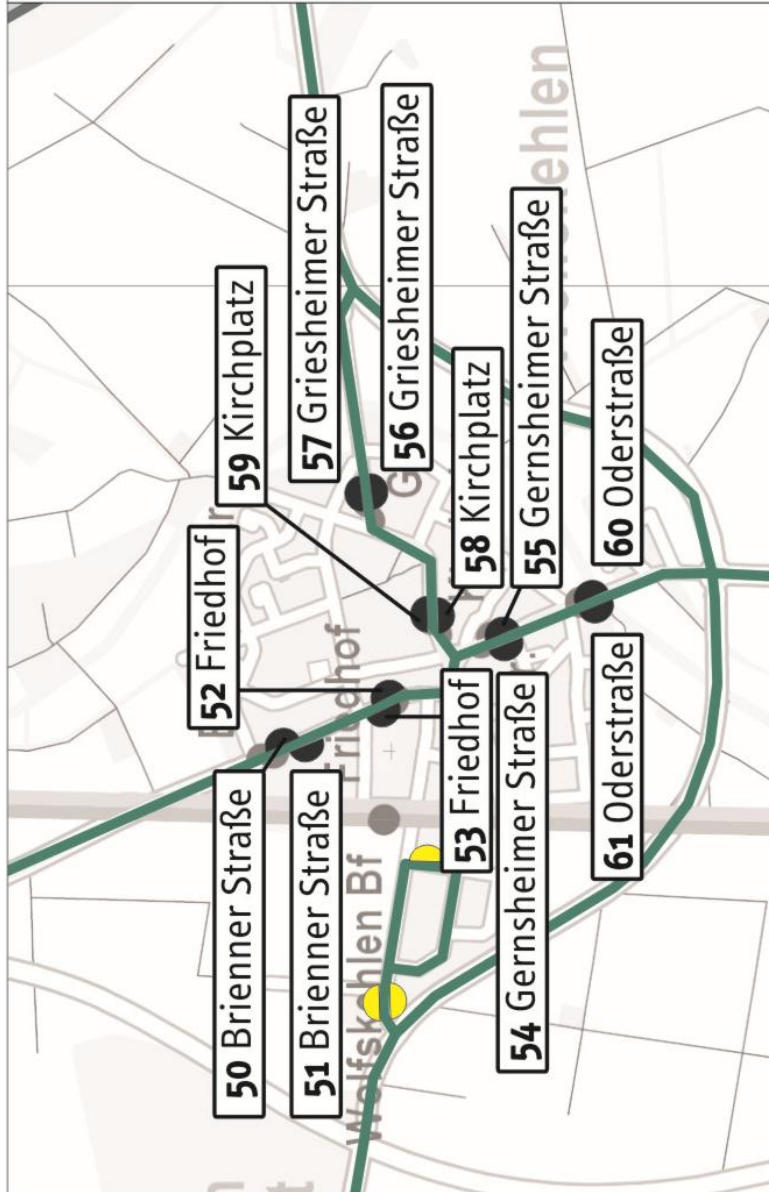 50 Brienner Straße
51 Brienner Straße
52 Friedhof
53 Friedhof
54 Gernsheimer Straße
55 Gernsheimer Straße
56 Griesheimer Straße
57 Griesheimer Straße
58 Kirchplatz
59 Kirchplatz
60 Oderstraße
61 Oderstraße
Wolfskehlen Bf
Friedhof